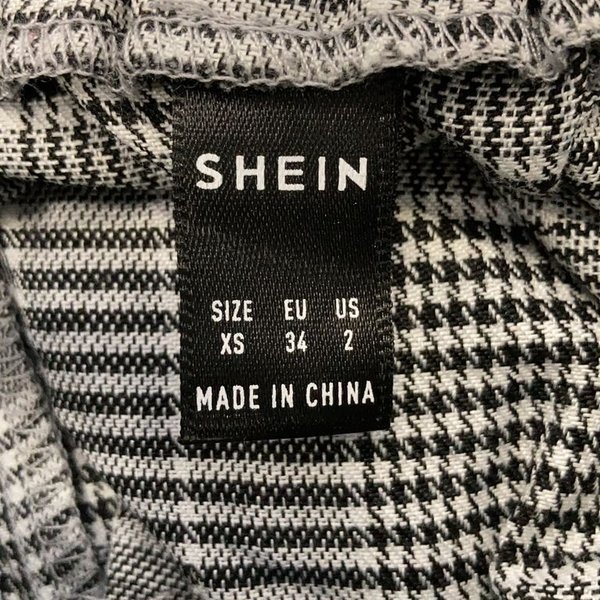 SHEIN
SIZE EU US
XS 34 2
MADE IN CHINA